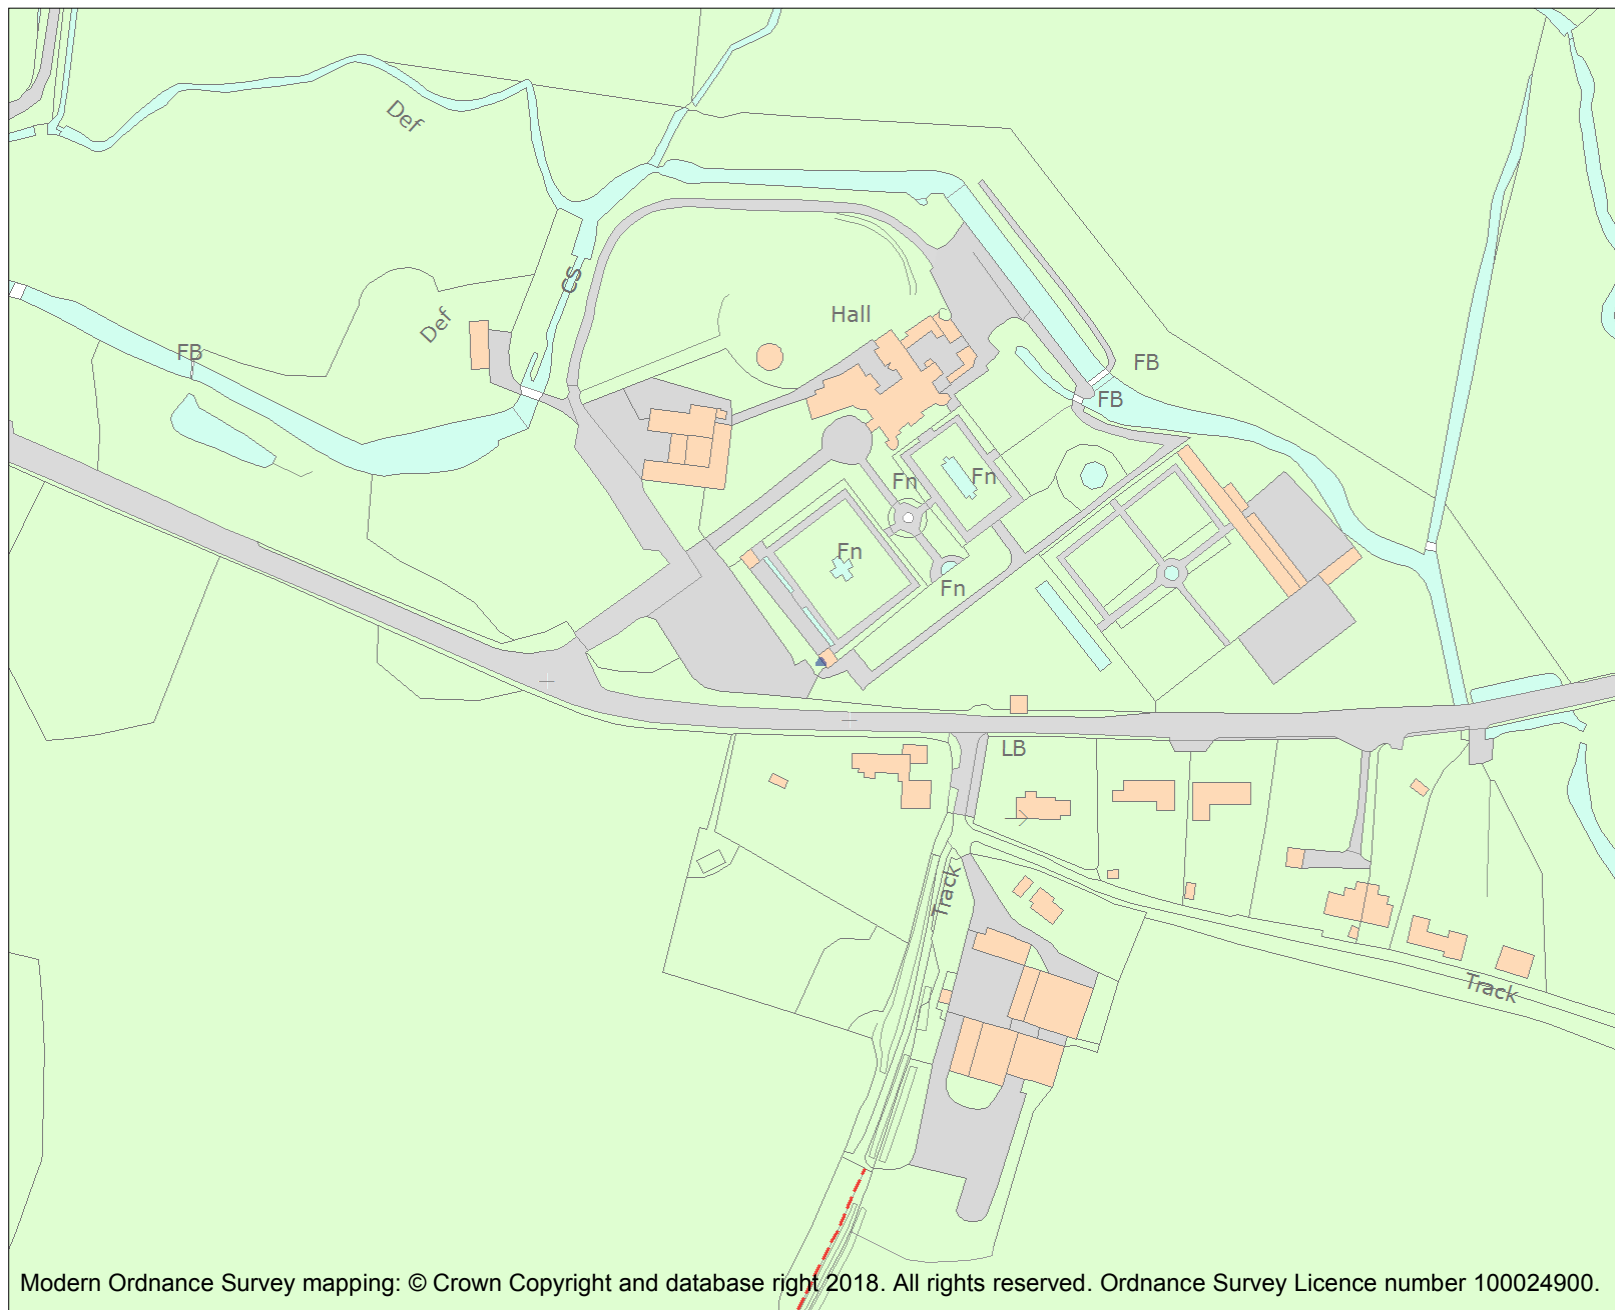 Def
CS
Hall
Def
FB
FB
FB
Fn
Fn
Fn
Fn
LB
Track
Track
Modern Ordnance Survey mapping: © Crown Copyright and database right 2018. All rights reserved. Ordnance Survey Licence number 100024900.